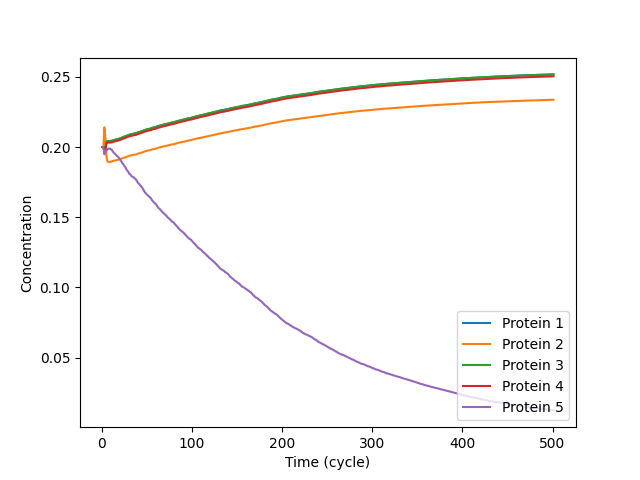 0.25
0.20
0.15
0.10
0.05
Concentration
0
100
200
300
400
500
Time (cycle)
Protein 1
Protein 2
Protein 3
Protein 4
Protein 5